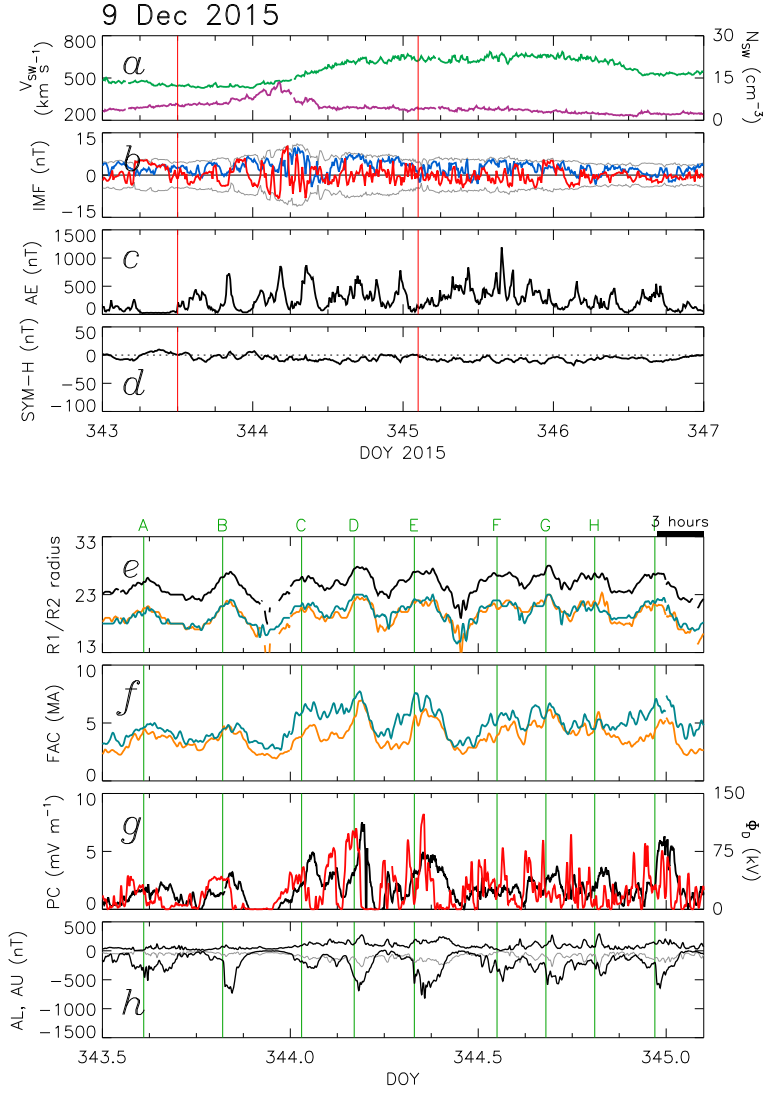 9 Dec 2015
800
500
200
V_SW (km s⁻¹)
a
30
15
0
N_SW (cm⁻³)
15
0
−15
IMF (nT)
b
1500
1000
500
0
AE (nT)
c
50
0
−50
−100
SYM−H (nT)
d
343 344 345 346 347
DOY 2015
A B C D E F G H
3 hours
33
23
13
R1/R2 radius
e
10
5
0
FAC (MA)
f
10
5
0
PC (mV m⁻¹)
g
150
75
0
Φ_D (kV)
500
0
−500
−1000
−1500
AL, AU (nT)
h
343.5 344.0 344.5 345.0
DOY